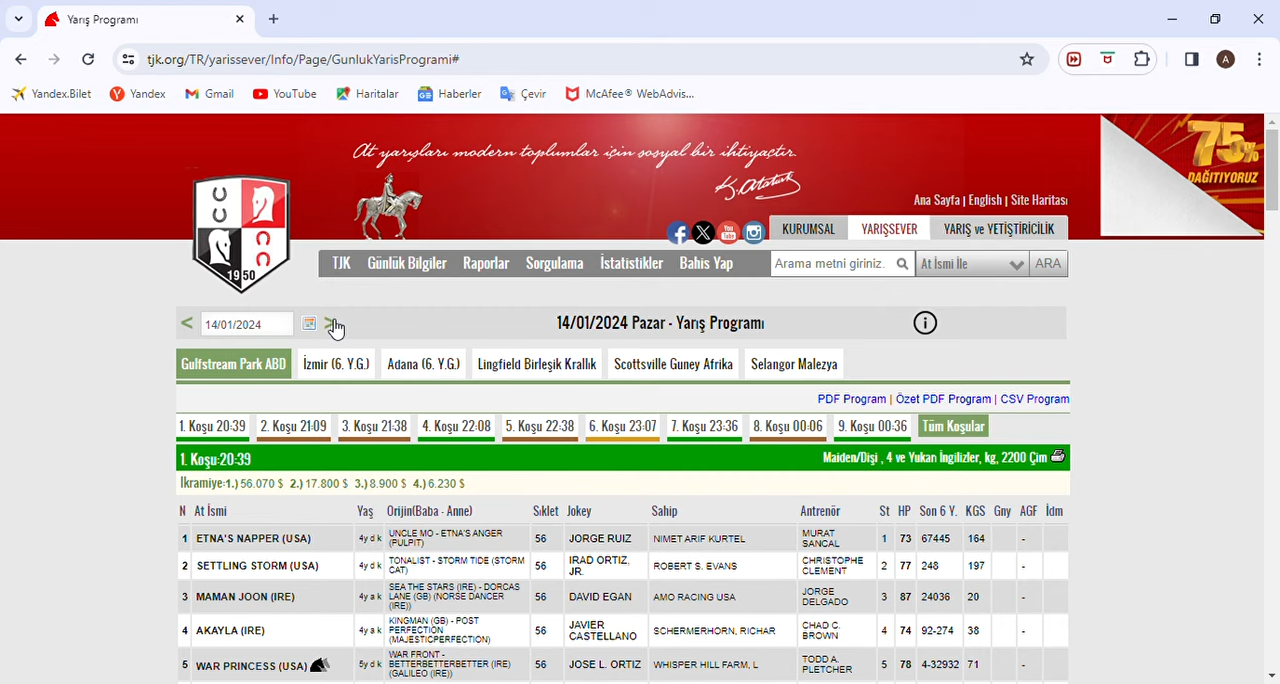 Yarış Programı
tjk.org/TR/yarissever/Info/Page/GunlukYarisProgrami#
A
Yandex.Bilet Yandex Gmail YouTube Haritalar Haberler Çevir McAfee® WebAdvis...
At yarışları modern toplumlar için sosyal bir ihtiyaçtır.
K. Atatürk
75%
DAĞITIYORUZ
1950
Ana Sayfa | English | Site Haritası
KURUMSAL YARIŞSEVER YARIŞ ve YETİŞTİRİCİLİK
TJK Günlük Bilgiler Raporlar Sorgulama İstatistikler Bahis Yap Arama metni giriniz. At İsmi İle ARA
< 14/01/2024 > 14/01/2024 Pazar - Yarış Programı
Gulfstream Park ABD İzmir (6. Y.G.) Adana (6. Y.G.) Lingfield Birleşik Krallık Scottsville Guney Afrika Selangor Malezya
PDF Program | Özet PDF Program | CSV Program
1. Koşu 20:39 2. Koşu 21:09 3. Koşu 21:38 4. Koşu 22:08 5. Koşu 22:38 6. Koşu 23:07 7. Koşu 23:36 8. Koşu 00:06 9. Koşu 00:36 Tüm Koşular
1. Koşu:20:39 Maiden/Dişi , 4 ve Yukarı İngilizler, kg, 2200 Çim
İkramiye:1.) 56.070 $ 2.) 17.800 $ 3.) 8.900 $ 4.) 6.230 $
N At İsmi Yaş Orijin(Baba - Anne) Sıklet Jokey Sahip Antrenör St HP Son 6 Y. KGS Gny AGF İdm
1 ETNA'S NAPPER (USA) 4y d k UNCLE MO - ETNA'S ANGER (PULPIT) 56 JORGE RUIZ NIMET ARIF KURTEL MURAT SANCAL 1 73 67445 164 -
2 SETTLING STORM (USA) 4y d k TONALIST - STORM TIDE (STORM CAT) 56 IRAD ORTIZ, JR. ROBERT S. EVANS CHRISTOPHE CLEMENT 2 77 248 197 -
3 MAMAN JOON (IRE) 4y a k SEA THE STARS (IRE) - DORCAS LANE (GB) (NORSE DANCER (IRE)) 56 DAVID EGAN AMO RACING USA JORGE DELGADO 3 87 24036 20 -
4 AKAYLA (IRE) 4y a k KINGMAN (GB) - POST PERFECTION (MAJESTICPERFECTION) 56 JAVIER CASTELLANO SCHERMERHORN, RICHAR CHAD C. BROWN 4 74 92-274 38 -
5 WAR PRINCESS (USA) 5y d k WAR FRONT - BETTERBETTERBETTER (IRE) (GALILEO (IRE)) 56 JOSE L. ORTIZ WHISPER HILL FARM, L TODD A. PLETCHER 5 78 4-32932 71 -